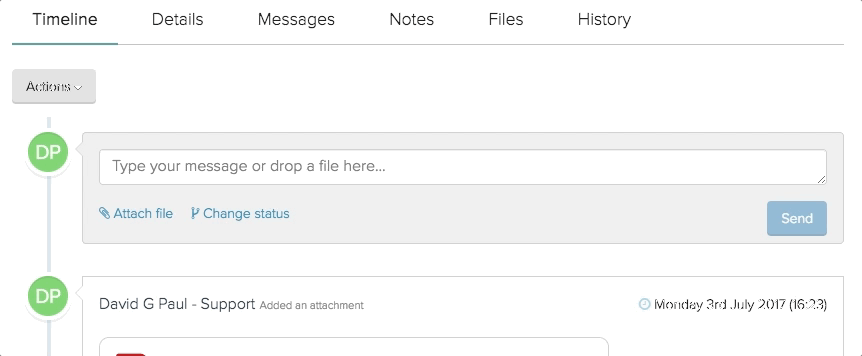 Timeline Details Messages Notes Files History
Actions
DP
Type your message or drop a file here...
Attach file Change status
Send
DP
David G Paul - Support Added an attachment Monday 3rd July 2017 (16:23)